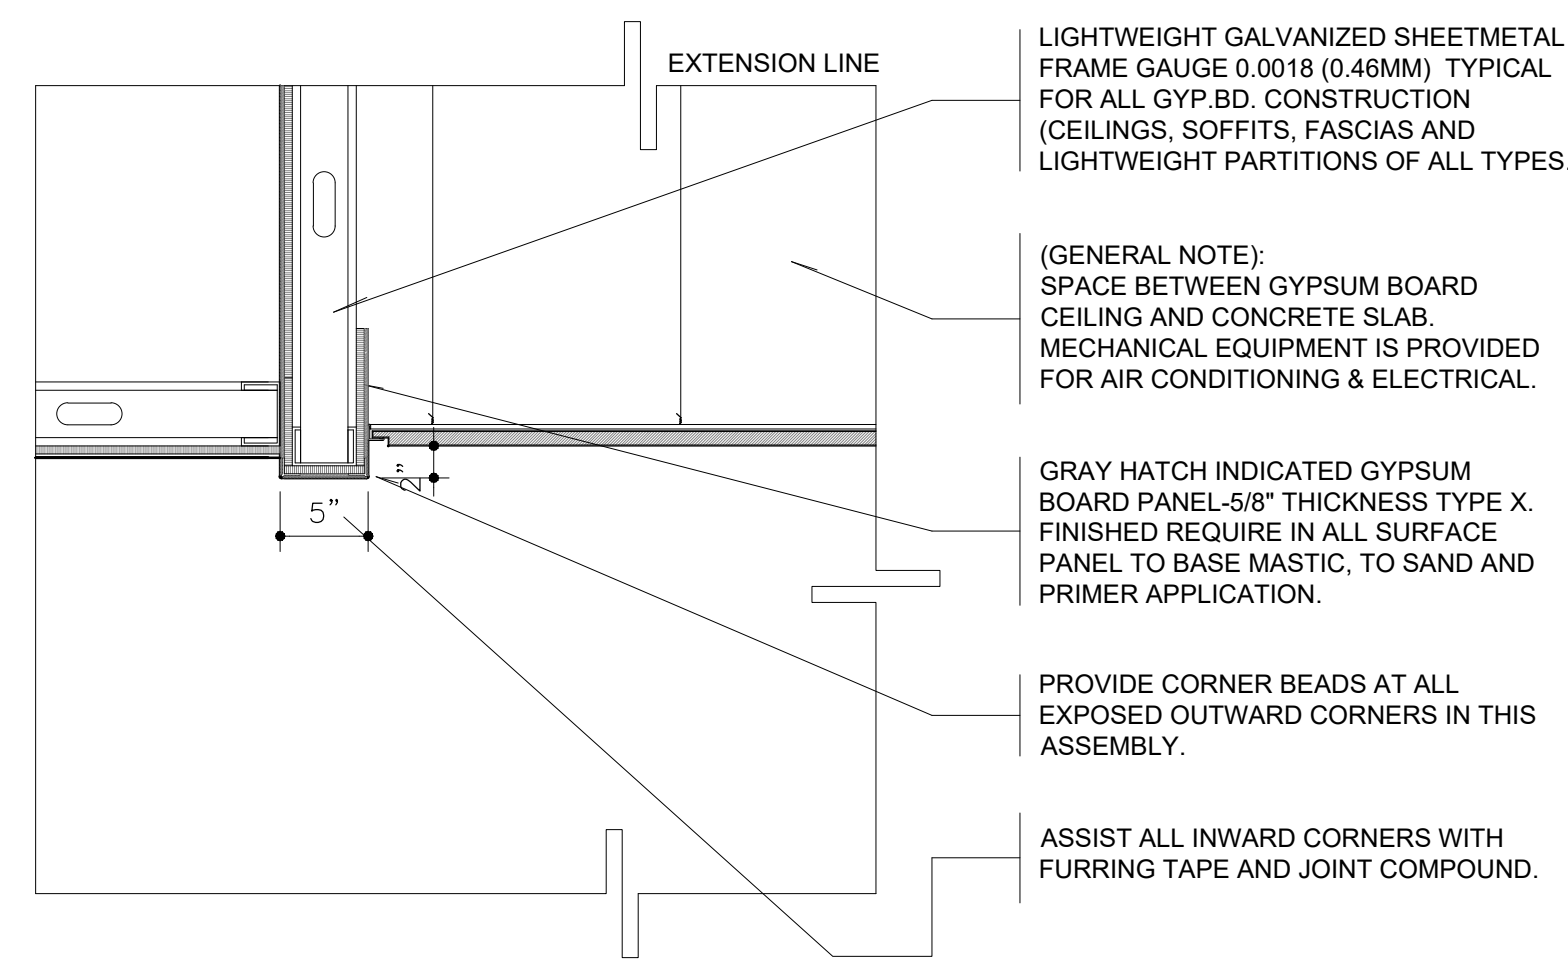 EXTENSION LINE
LIGHTWEIGHT GALVANIZED SHEETMETAL
FRAME GAUGE 0.0018 (0.46MM) TYPICAL
FOR ALL GYP.BD. CONSTRUCTION
(CEILINGS, SOFFITS, FASCIAS AND
LIGHTWEIGHT PARTITIONS OF ALL TYPES.
(GENERAL NOTE):
SPACE BETWEEN GYPSUM BOARD
CEILING AND CONCRETE SLAB.
MECHANICAL EQUIPMENT IS PROVIDED
FOR AIR CONDITIONING & ELECTRICAL.
2”
5”
GRAY HATCH INDICATED GYPSUM
BOARD PANEL-5/8" THICKNESS TYPE X.
FINISHED REQUIRE IN ALL SURFACE
PANEL TO BASE MASTIC, TO SAND AND
PRIMER APPLICATION.
PROVIDE CORNER BEADS AT ALL
EXPOSED OUTWARD CORNERS IN THIS
ASSEMBLY.
ASSIST ALL INWARD CORNERS WITH
FURRING TAPE AND JOINT COMPOUND.